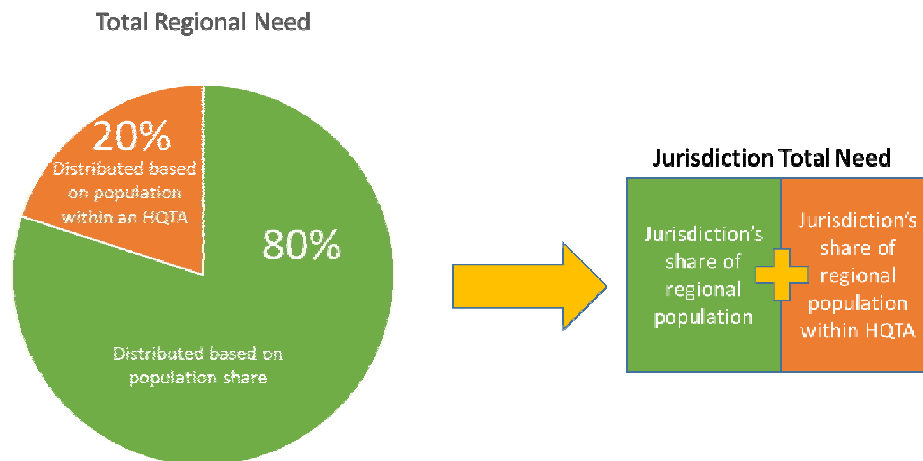 Total Regional Need
20%
Distributed based
on population
within an HQTA
80%
Distributed based on
population share
Jurisdiction Total Need
Jurisdiction's
share of
regional
population
Jurisdiction's
share of
regional
population
within HQTA